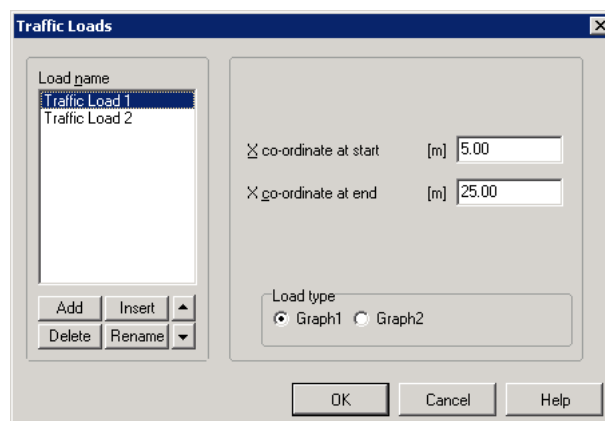 Traffic Loads
Load name
Traffic Load 1
Traffic Load 2
Add Insert
Delete Rename
X co-ordinate at start [m] 5.00
X co-ordinate at end [m] 25.00
Load type
Graph1 Graph2
OK Cancel Help